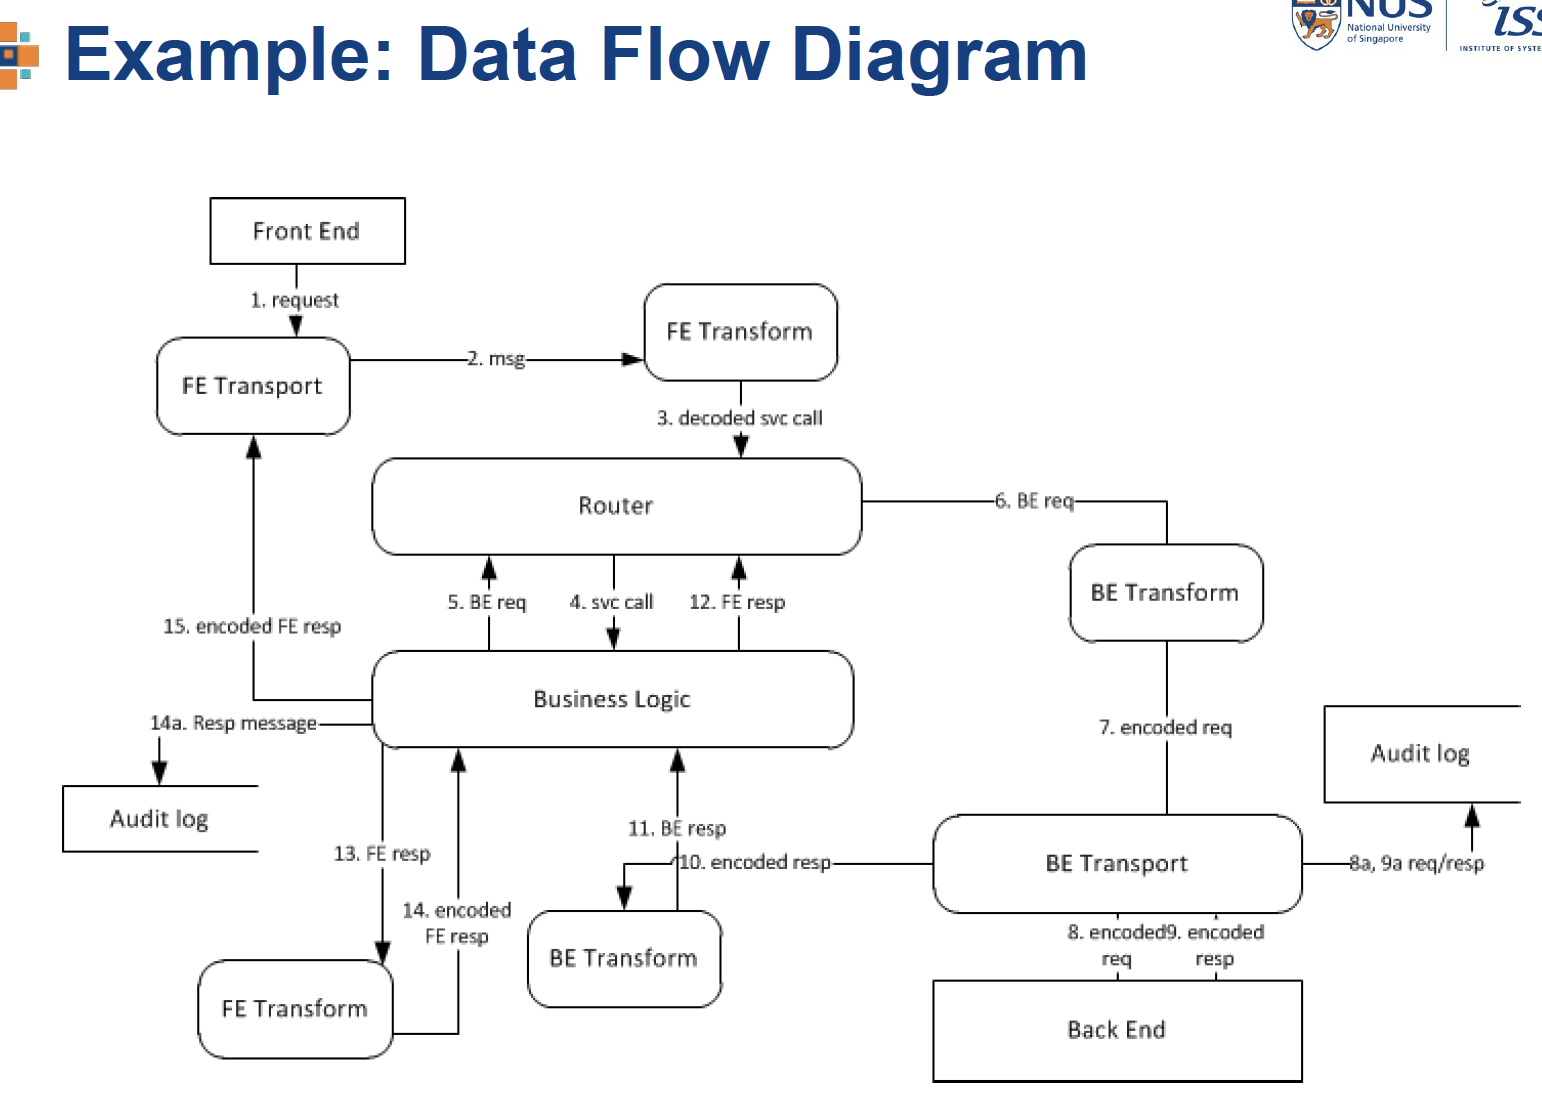 Example: Data Flow Diagram
NUS
National University
of Singapore
ISS
INSTITUTE OF SYSTE
Front End
1. request
FE Transform
FE Transport
2. msg
3. decoded svc call
Router
6. BE req
5. BE req
4. svc call
12. FE resp
BE Transform
15. encoded FE resp
Business Logic
14a. Resp message
7. encoded req
Audit log
Audit log
11. BE resp
13. FE resp
10. encoded resp
BE Transport
8a, 9a req/resp
14. encoded
FE resp
8. encoded
req
9. encoded
resp
BE Transform
FE Transform
Back End